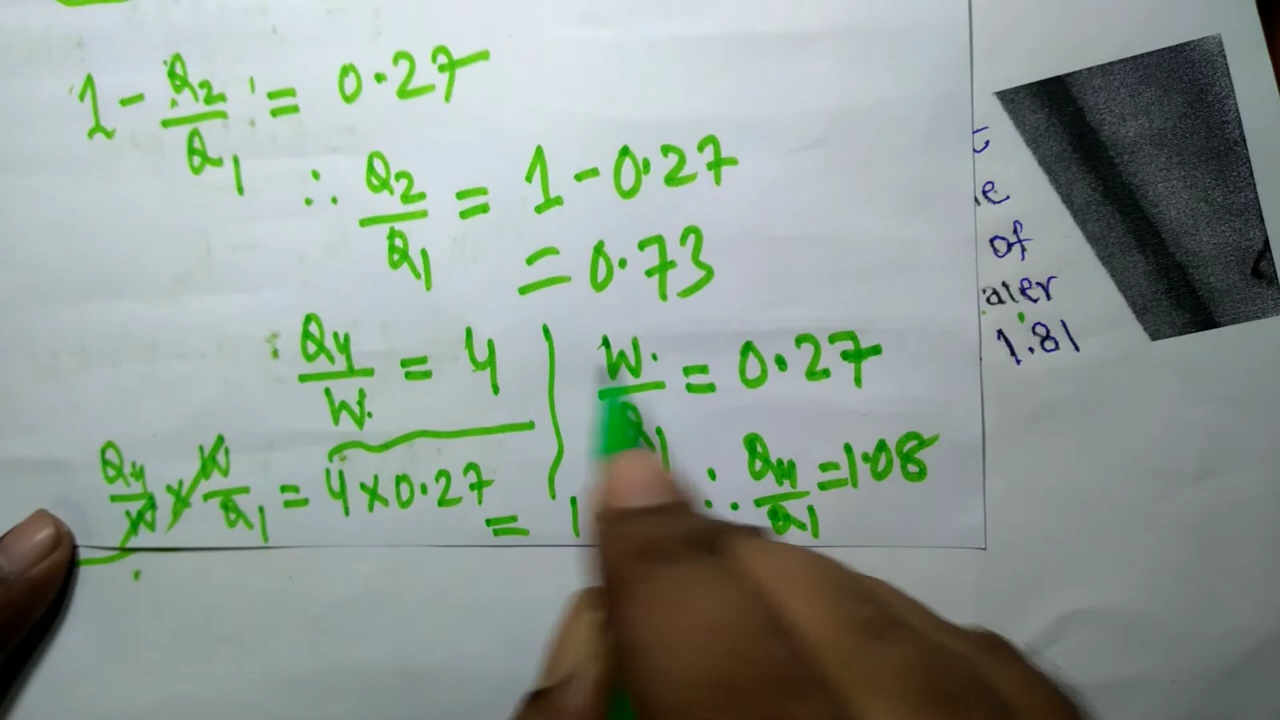 1 - Q2/Q1 = 0.27
∴ Q2/Q1 = 1 - 0.27
= 0.73
Q4/W = 4
W/Q1 = 0.27
Q4/W × W/Q1 = 4 × 0.27
=
∴ Q4/Q1 = 1.08
of
ater
1.81